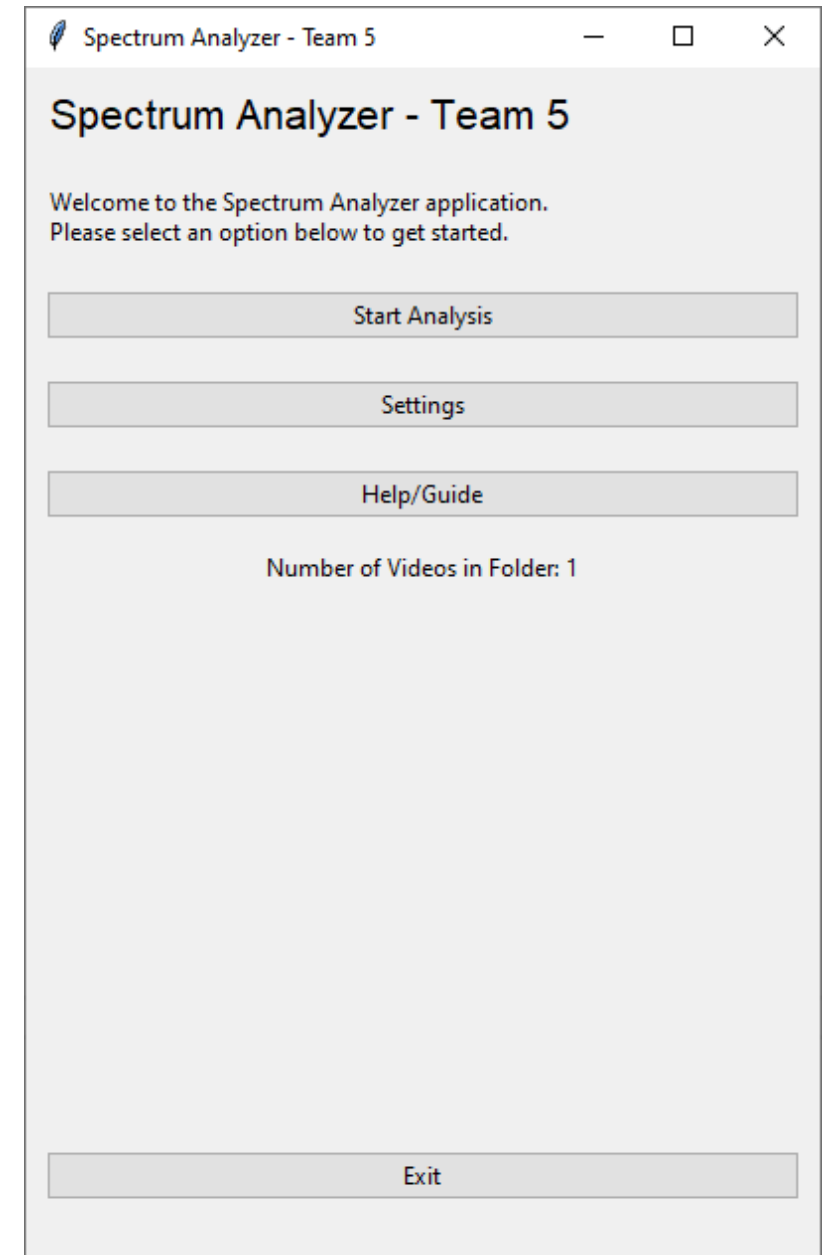 Spectrum Analyzer - Team 5
Spectrum Analyzer - Team 5
Welcome to the Spectrum Analyzer application.
Please select an option below to get started.
Start Analysis
Settings
Help/Guide
Number of Videos in Folder: 1
Exit